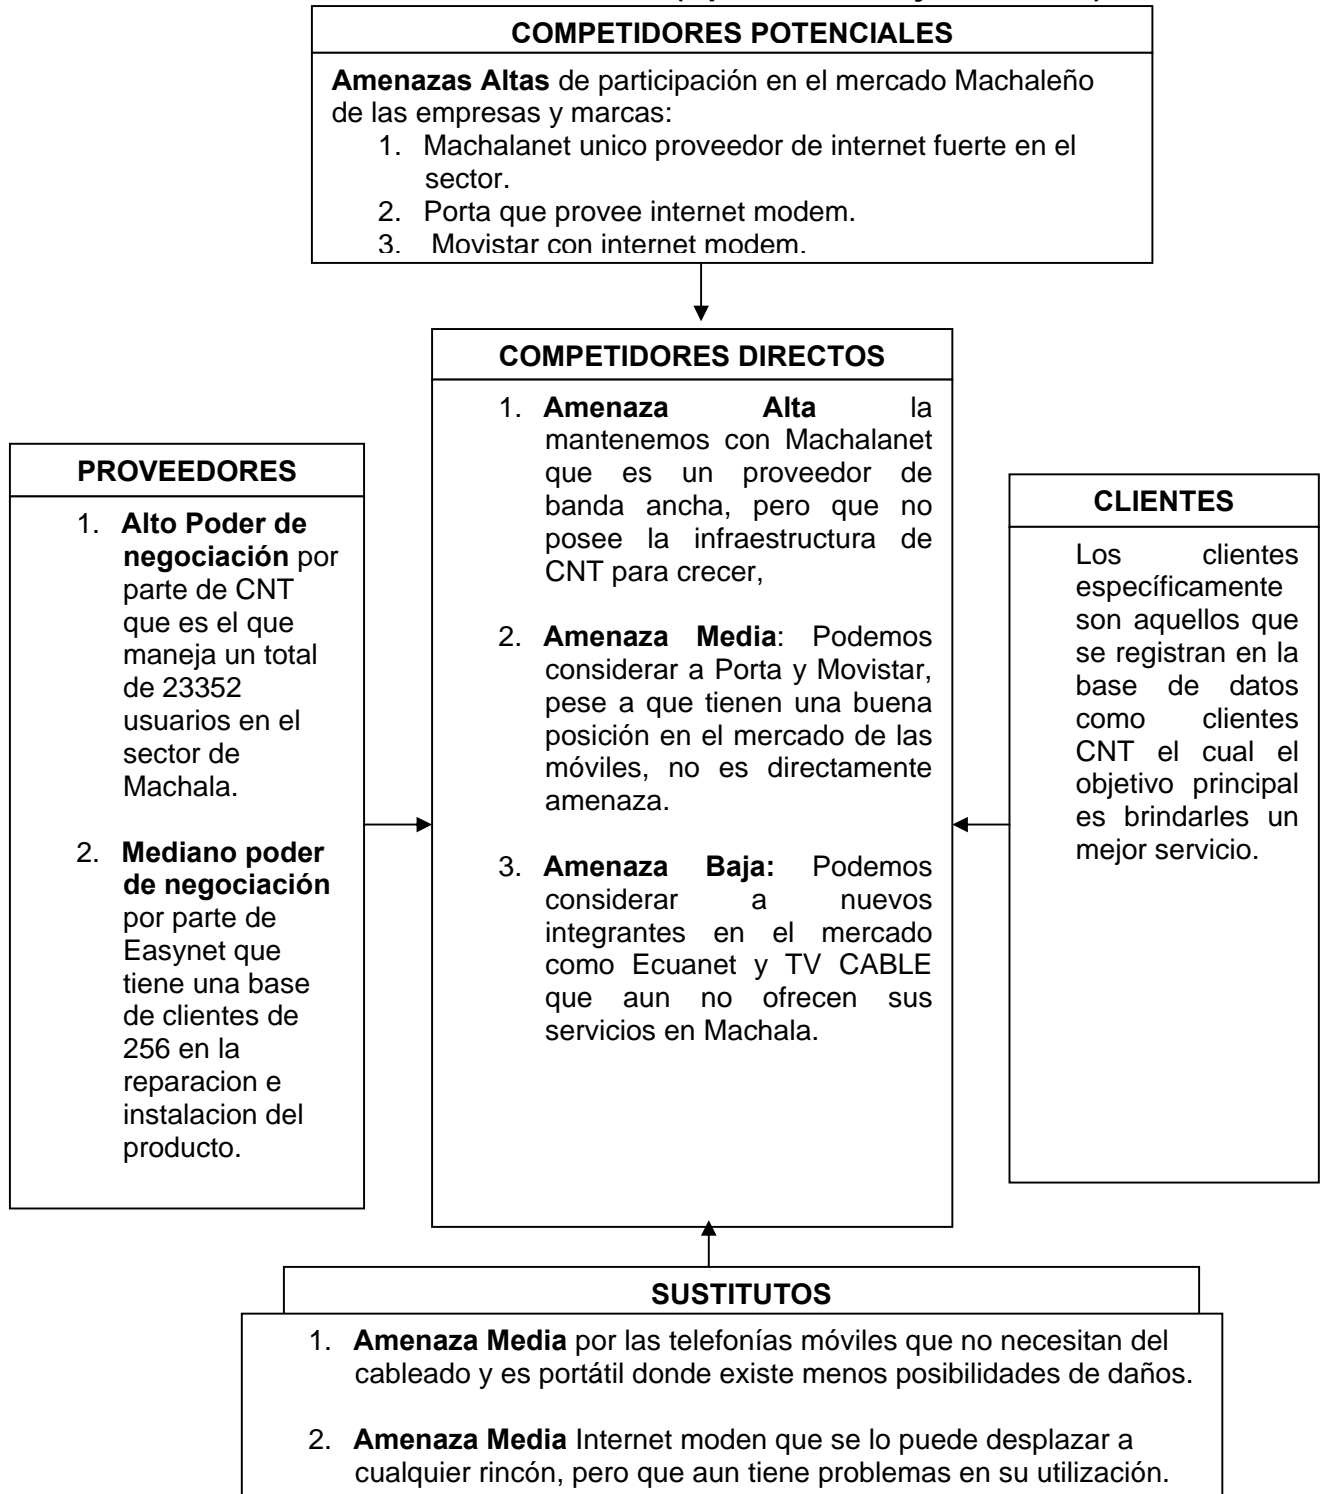 COMPETIDORES POTENCIALES
Amenazas Altas de participación en el mercado Machaleño
de las empresas y marcas:
1. Machalanet unico proveedor de internet fuerte en el
sector.
2. Porta que provee internet modem.
3. Movistar con internet modem.
COMPETIDORES DIRECTOS
1. Amenaza Alta la
mantenemos con Machalanet
que es un proveedor de
banda ancha, pero que no
posee la infraestructura de
CNT para crecer,
2. Amenaza Media: Podemos
considerar a Porta y Movistar,
pese a que tienen una buena
posición en el mercado de las
móviles, no es directamente
amenaza.
3. Amenaza Baja: Podemos
considerar a nuevos
integrantes en el mercado
como Ecuanet y TV CABLE
que aun no ofrecen sus
servicios en Machala.
PROVEEDORES
1. Alto Poder de
negociación por
parte de CNT
que es el que
maneja un total
de 23352
usuarios en el
sector de
Machala.
2. Mediano poder
de negociación
por parte de
Easynet que
tiene una base
de clientes de
256 en la
reparacion e
instalacion del
producto.
CLIENTES
Los clientes
específicamente
son aquellos que
se registran en la
base de datos
como clientes
CNT el cual el
objetivo principal
es brindarles un
mejor servicio.
SUSTITUTOS
1. Amenaza Media por las telefonías móviles que no necesitan del
cableado y es portátil donde existe menos posibilidades de daños.
2. Amenaza Media Internet moden que se lo puede desplazar a
cualquier rincón, pero que aun tiene problemas en su utilización.